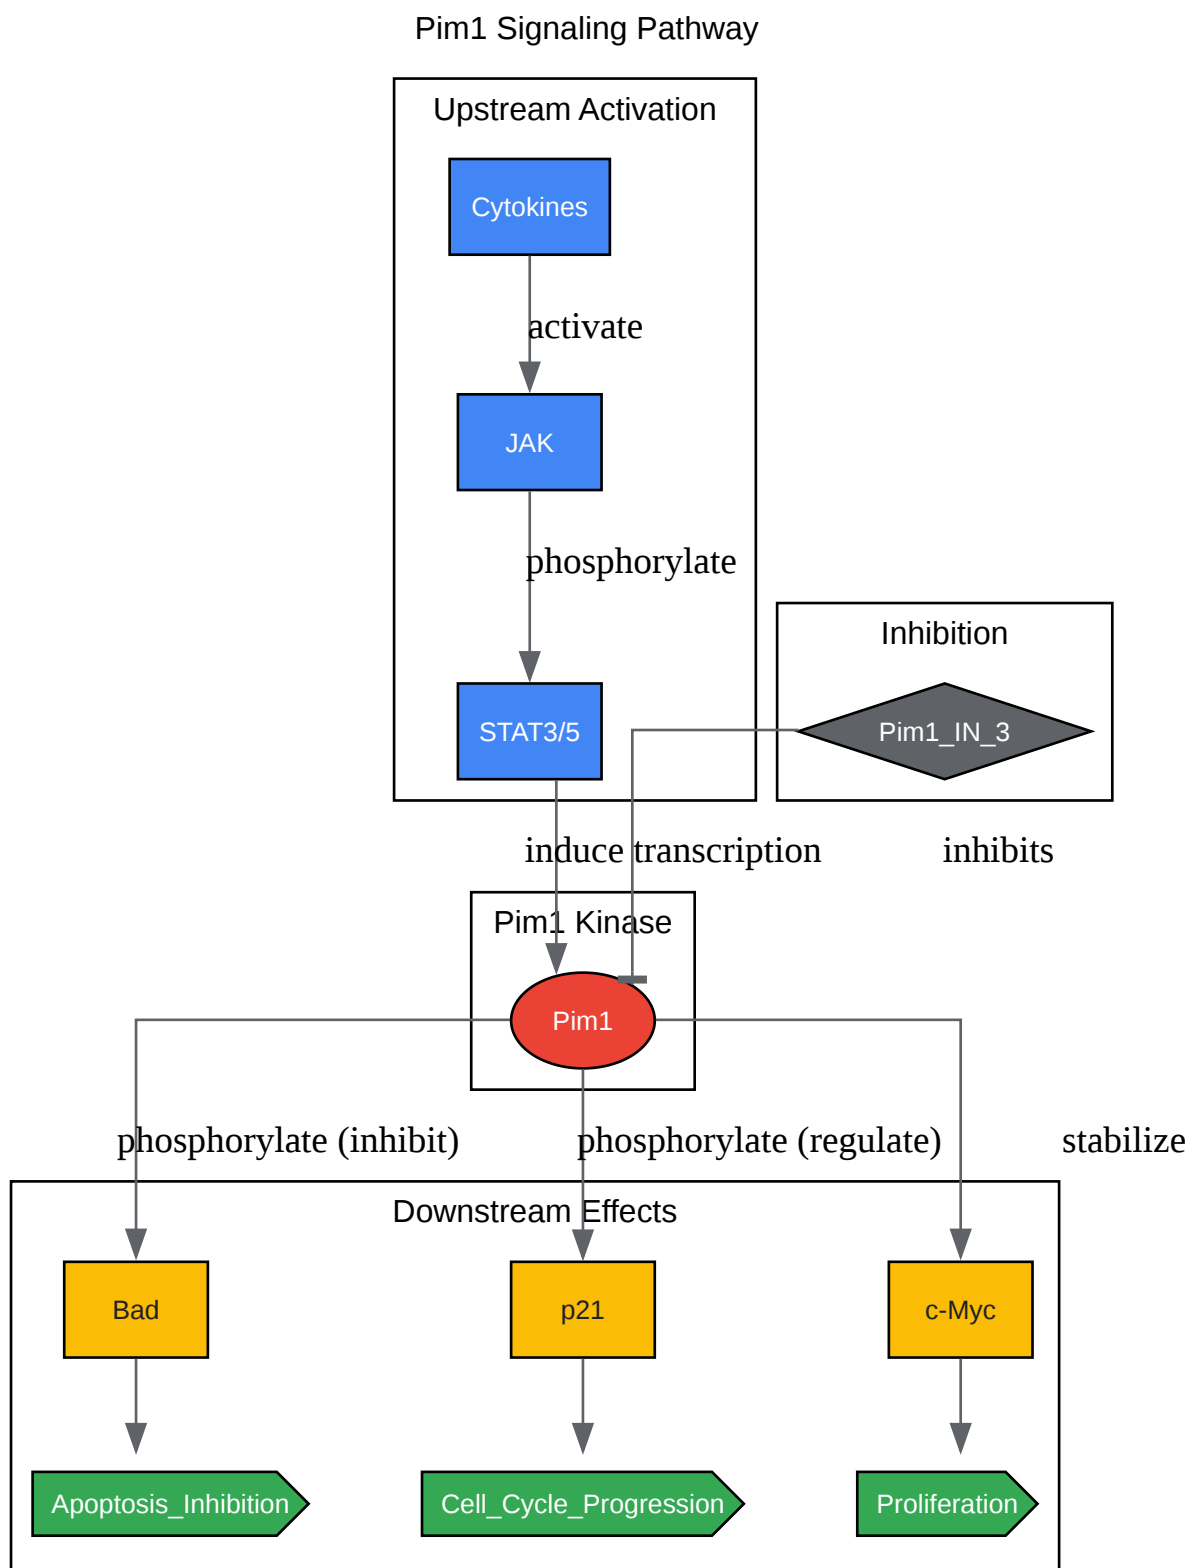 Pim1 Signaling Pathway
Upstream Activation
Cytokines
activate
JAK
phosphorylate
Inhibition
STAT3/5
Pim1_IN_3
induce transcription
inhibits
Pim1 Kinase
Pim1
phosphorylate (inhibit)
phosphorylate (regulate)
stabilize
Downstream Effects
Bad
p21
c-Myc
Apoptosis_Inhibition
Cell_Cycle_Progression
Proliferation